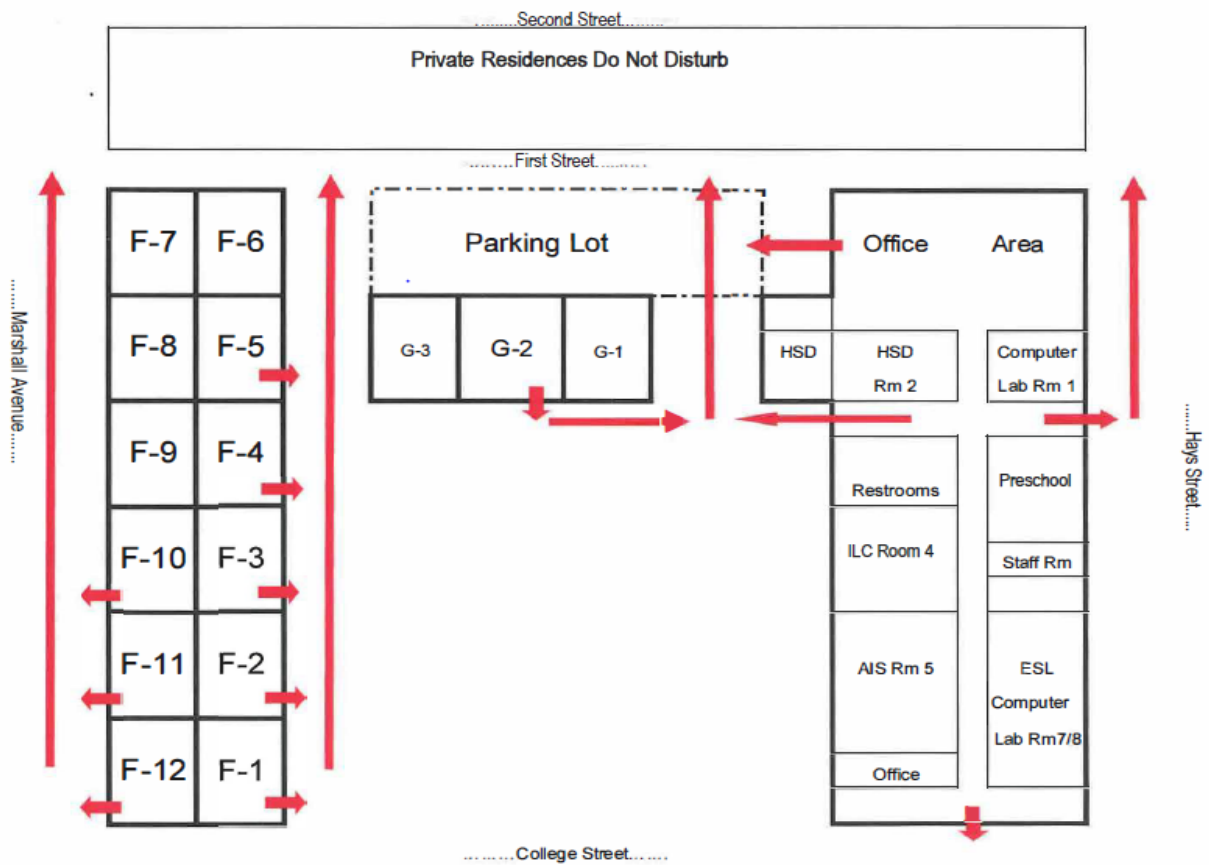 ........Second Street.........
Private Residences Do Not Disturb
.........First Street..........
F-7 F-6
Parking Lot
Office Area
F-8 F-5
G-3 G-2 G-1
HSD
HSD
Rm 2
Computer
Lab Rm 1
.......Marshall Avenue.......
F-9 F-4
Restrooms
Preschool
.......Hays Street.....
F-10 F-3
ILC Room 4
Staff Rm
F-11 F-2
AIS Rm 5
ESL
Computer
Lab Rm7/8
F-12 F-1
Office
.........College Street.......